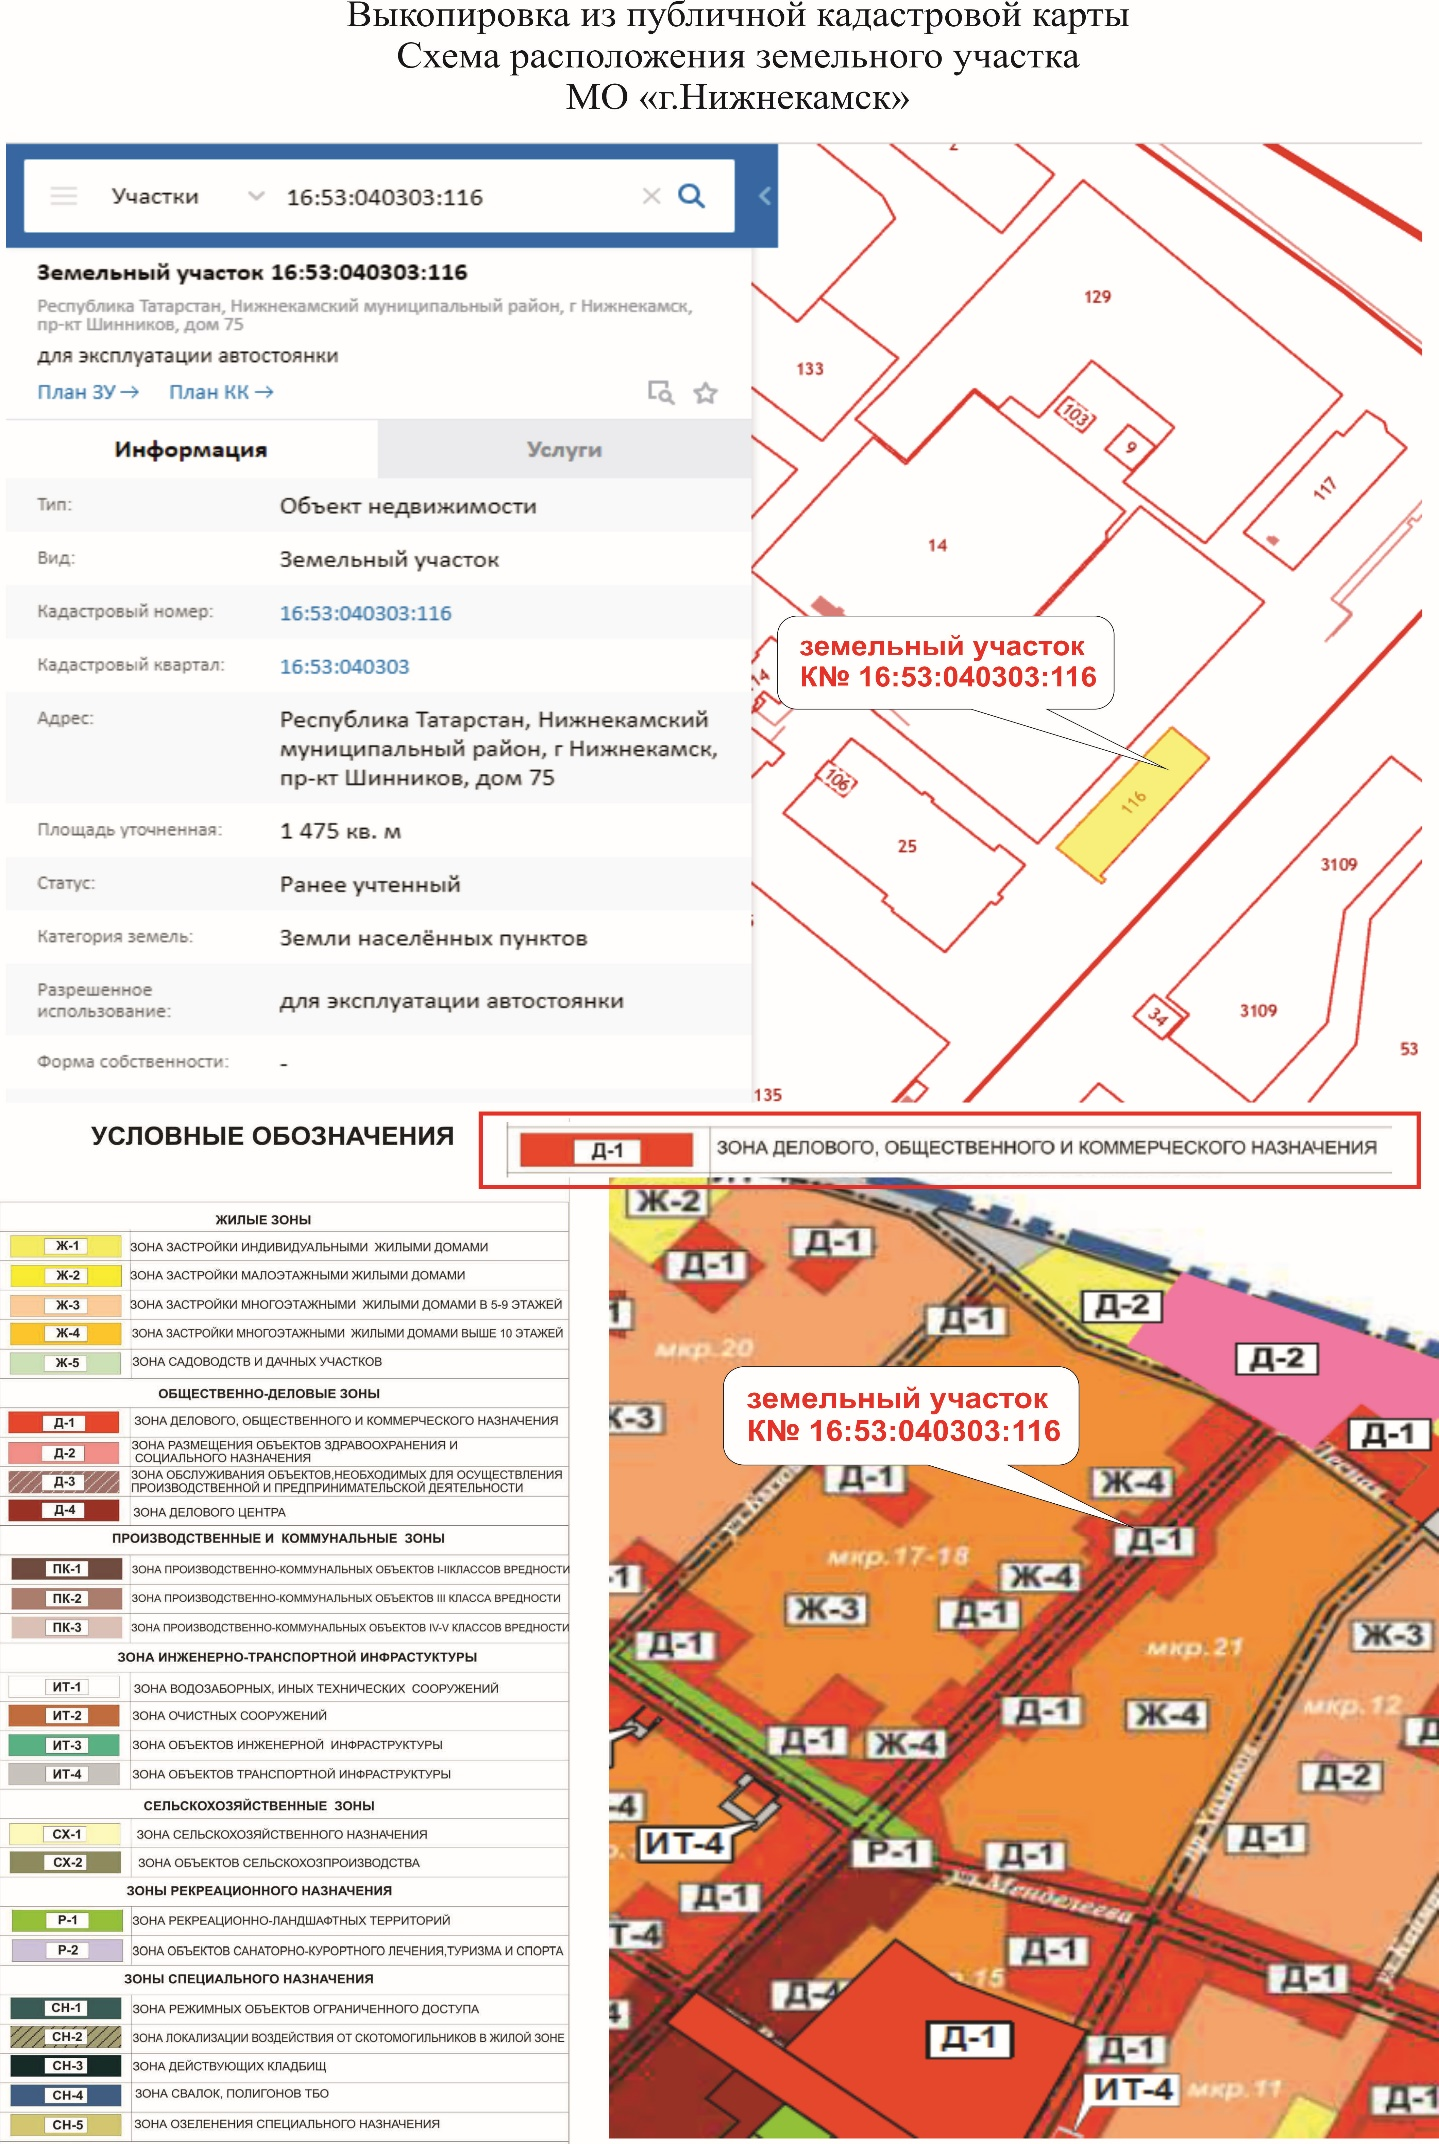 Выкопировка из публичной кадастровой карты
Схема расположения земельного участка
МО «г.Нижнекамск»
Участки 16:53:040303:116
Земельный участок 16:53:040303:116
Республика Татарстан, Нижнекамский муниципальный район, г Нижнекамск,
пр-кт Шинников, дом 75
для эксплуатации автостоянки
План ЗУ → План КК →
Информация Услуги
Тип: Объект недвижимости
Вид: Земельный участок
Кадастровый номер: 16:53:040303:116
Кадастровый квартал: 16:53:040303
Адрес: Республика Татарстан, Нижнекамский
муниципальный район, г Нижнекамск,
пр-кт Шинников, дом 75
Площадь уточненная: 1 475 кв. м
Статус: Ранее учтенный
Категория земель: Земли населённых пунктов
Разрешенное
использование: для эксплуатации автостоянки
Форма собственности: -
2
129
133
103
9
117
14
земельный участок
К№ 16:53:040303:116
116
106
25
3109
3109
34
53
135
УСЛОВНЫЕ ОБОЗНАЧЕНИЯ
Д-1 ЗОНА ДЕЛОВОГО, ОБЩЕСТВЕННОГО И КОММЕРЧЕСКОГО НАЗНАЧЕНИЯ
ЖИЛЫЕ ЗОНЫ
Ж-1 ЗОНА ЗАСТРОЙКИ ИНДИВИДУАЛЬНЫМИ ЖИЛЫМИ ДОМАМИ
Ж-2 ЗОНА ЗАСТРОЙКИ МАЛОЭТАЖНЫМИ ЖИЛЫМИ ДОМАМИ
Ж-3 ЗОНА ЗАСТРОЙКИ МНОГОЭТАЖНЫМИ ЖИЛЫМИ ДОМАМИ В 5-9 ЭТАЖЕЙ
Ж-4 ЗОНА ЗАСТРОЙКИ МНОГОЭТАЖНЫМИ ЖИЛЫМИ ДОМАМИ ВЫШЕ 10 ЭТАЖЕЙ
Ж-5 ЗОНА САДОВОДСТВ И ДАЧНЫХ УЧАСТКОВ
ОБЩЕСТВЕННО-ДЕЛОВЫЕ ЗОНЫ
Д-1 ЗОНА ДЕЛОВОГО, ОБЩЕСТВЕННОГО И КОММЕРЧЕСКОГО НАЗНАЧЕНИЯ
Д-2 ЗОНА РАЗМЕЩЕНИЯ ОБЪЕКТОВ ЗДРАВООХРАНЕНИЯ И
СОЦИАЛЬНОГО НАЗНАЧЕНИЯ
Д-3 ЗОНА ОБСЛУЖИВАНИЯ ОБЪЕКТОВ,НЕОБХОДИМЫХ ДЛЯ ОСУЩЕСТВЛЕНИЯ
ПРОИЗВОДСТВЕННОЙ И ПРЕДПРИНИМАТЕЛЬСКОЙ ДЕЯТЕЛЬНОСТИ
Д-4 ЗОНА ДЕЛОВОГО ЦЕНТРА
ПРОИЗВОДСТВЕННЫЕ И КОММУНАЛЬНЫЕ ЗОНЫ
ПК-1 ЗОНА ПРОИЗВОДСТВЕННО-КОММУНАЛЬНЫХ ОБЪЕКТОВ I-IIКЛАССОВ ВРЕДНОСТИ
ПК-2 ЗОНА ПРОИЗВОДСТВЕННО-КОММУНАЛЬНЫХ ОБЪЕКТОВ III КЛАССА ВРЕДНОСТИ
ПК-3 ЗОНА ПРОИЗВОДСТВЕННО-КОММУНАЛЬНЫХ ОБЪЕКТОВ IV-V КЛАССОВ ВРЕДНОСТИ
ЗОНА ИНЖЕНЕРНО-ТРАНСПОРТНОЙ ИНФРАСТУКТУРЫ
ИТ-1 ЗОНА ВОДОЗАБОРНЫХ, ИНЫХ ТЕХНИЧЕСКИХ СООРУЖЕНИЙ
ИТ-2 ЗОНА ОЧИСТНЫХ СООРУЖЕНИЙ
ИТ-3 ЗОНА ОБЪЕКТОВ ИНЖЕНЕРНОЙ ИНФРАСТРУКТУРЫ
ИТ-4 ЗОНА ОБЪЕКТОВ ТРАНСПОРТНОЙ ИНФРАСТРУКТУРЫ
СЕЛЬСКОХОЗЯЙСТВЕННЫЕ ЗОНЫ
СХ-1 ЗОНА СЕЛЬСКОХОЗЯЙСТВЕННОГО НАЗНАЧЕНИЯ
СХ-2 ЗОНА ОБЪЕКТОВ СЕЛЬСКОХОЗПРОИЗВОДСТВА
ЗОНЫ РЕКРЕАЦИОННОГО НАЗНАЧЕНИЯ
Р-1 ЗОНА РЕКРЕАЦИОННО-ЛАНДШАФТНЫХ ТЕРРИТОРИЙ
Р-2 ЗОНА ОБЪЕКТОВ САНАТОРНО-КУРОРТНОГО ЛЕЧЕНИЯ,ТУРИЗМА И СПОРТА
ЗОНЫ СПЕЦИАЛЬНОГО НАЗНАЧЕНИЯ
СН-1 ЗОНА РЕЖИМНЫХ ОБЪЕКТОВ ОГРАНИЧЕННОГО ДОСТУПА
СН-2 ЗОНА ЛОКАЛИЗАЦИИ ВОЗДЕЙСТВИЯ ОТ СКОТОМОГИЛЬНИКОВ В ЖИЛОЙ ЗОНЕ
СН-3 ЗОНА ДЕЙСТВУЮЩИХ КЛАДБИЩ
СН-4 ЗОНА СВАЛОК, ПОЛИГОНОВ ТБО
СН-5 ЗОНА ОЗЕЛЕНЕНИЯ СПЕЦИАЛЬНОГО НАЗНАЧЕНИЯ
Ж-2
Д-1
Д-1
Д-1
Д-2
мкр.20
Д-2
земельный участок
К№ 16:53:040303:116
Д-1
Лесная
Д-1
Ж-4
Д-1
мкр.17-18
Ж-4
Ж-3
Д-1
Д-1
мкр.21
Ж-3
Д-1
Ж-4
мкр.12
Д-1
Ж-4
Д-2
пр.Химиков
Д-1
ИТ-4
Р-1
Д-1
Д-1
ул.Менделеева
Д-1
Д-1
Д-4
15
Д-1
Д-1
ИТ-4
мкр.11
Д-1